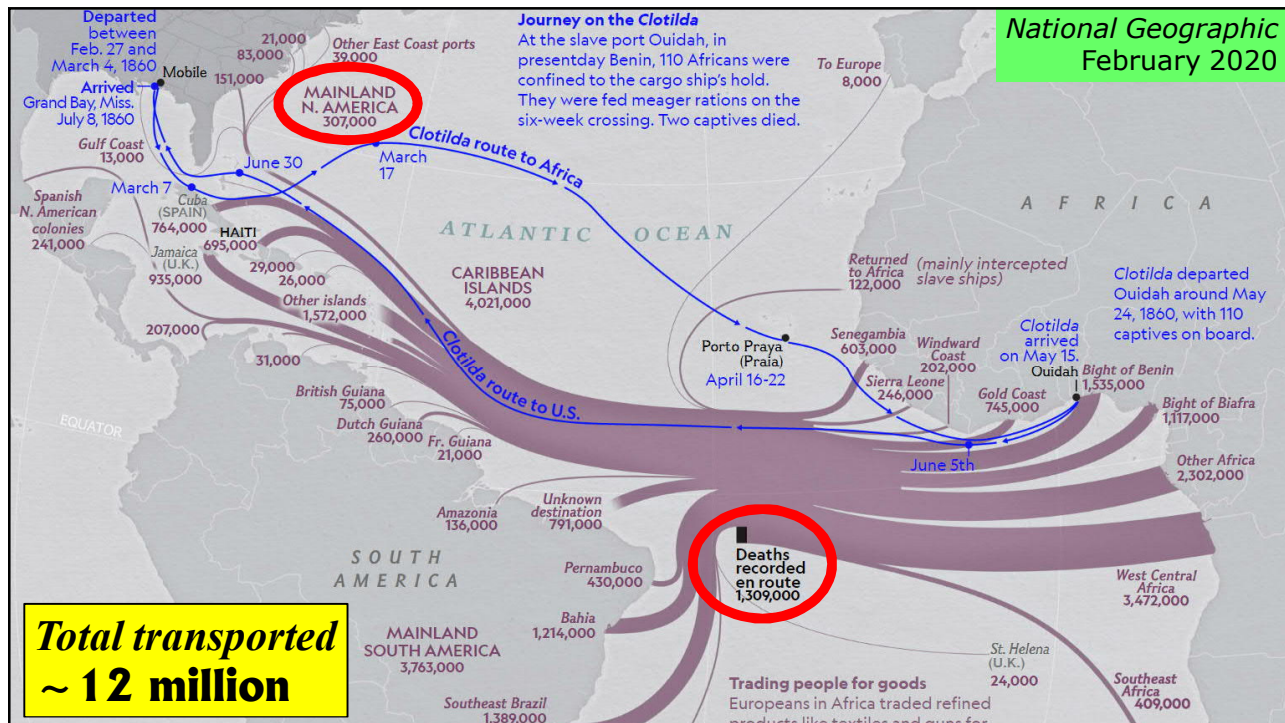 Departed
between
Feb. 27 and
March 4, 1860
Mobile
Arrived
Grand Bay, Miss.
July 8, 1860
21,000
83,000
151,000
Other East Coast ports
39,000
MAINLAND
N. AMERICA
307,000
Journey on the Clotilda
At the slave port Ouidah, in
presentday Benin, 110 Africans were
confined to the cargo ship's hold.
They were fed meager rations on the
six-week crossing. Two captives died.
To Europe
8,000
National Geographic
February 2020
Gulf Coast
13,000
June 30
March
17
Clotilda route to Africa
March 7
Spanish
N. American
colonies
241,000
Cuba
(SPAIN)
764,000
HAITI
695,000
Jamaica
(U.K.)
935,000
29,000
26,000
Other islands
1,572,000
207,000
31,000
ATLANTIC OCEAN
CARIBBEAN
ISLANDS
4,021,000
AFRICA
Returned
to Africa
122,000
(mainly intercepted
slave ships)
Clotilda departed
Ouidah around May
24, 1860, with 110
captives on board.
Clotilda
arrived
on May 15.
Ouidah
Porto Praya
(Praia)
April 16-22
Senegambia
603,000
Windward
Coast
202,000
Sierra Leone
246,000
Gold Coast
745,000
Bight of Benin
1,535,000
Bight of Biafra
1,117,000
June 5th
Other Africa
2,302,000
Clotilda route to U.S.
EQUATOR
British Guiana
75,000
Dutch Guiana
260,000
Fr. Guiana
21,000
Amazonia
136,000
Unknown
destination
791,000
SOUTH
AMERICA
Pernambuco
430,000
Bahia
1,214,000
MAINLAND
SOUTH AMERICA
3,763,000
Southeast Brazil
1,389,000
Deaths
recorded
en route
1,309,000
West Central
Africa
3,472,000
St. Helena
(U.K.)
24,000
Southeast
Africa
409,000
Trading people for goods
Europeans in Africa traded refined
products like textiles and guns for
Total transported
~ 12 million